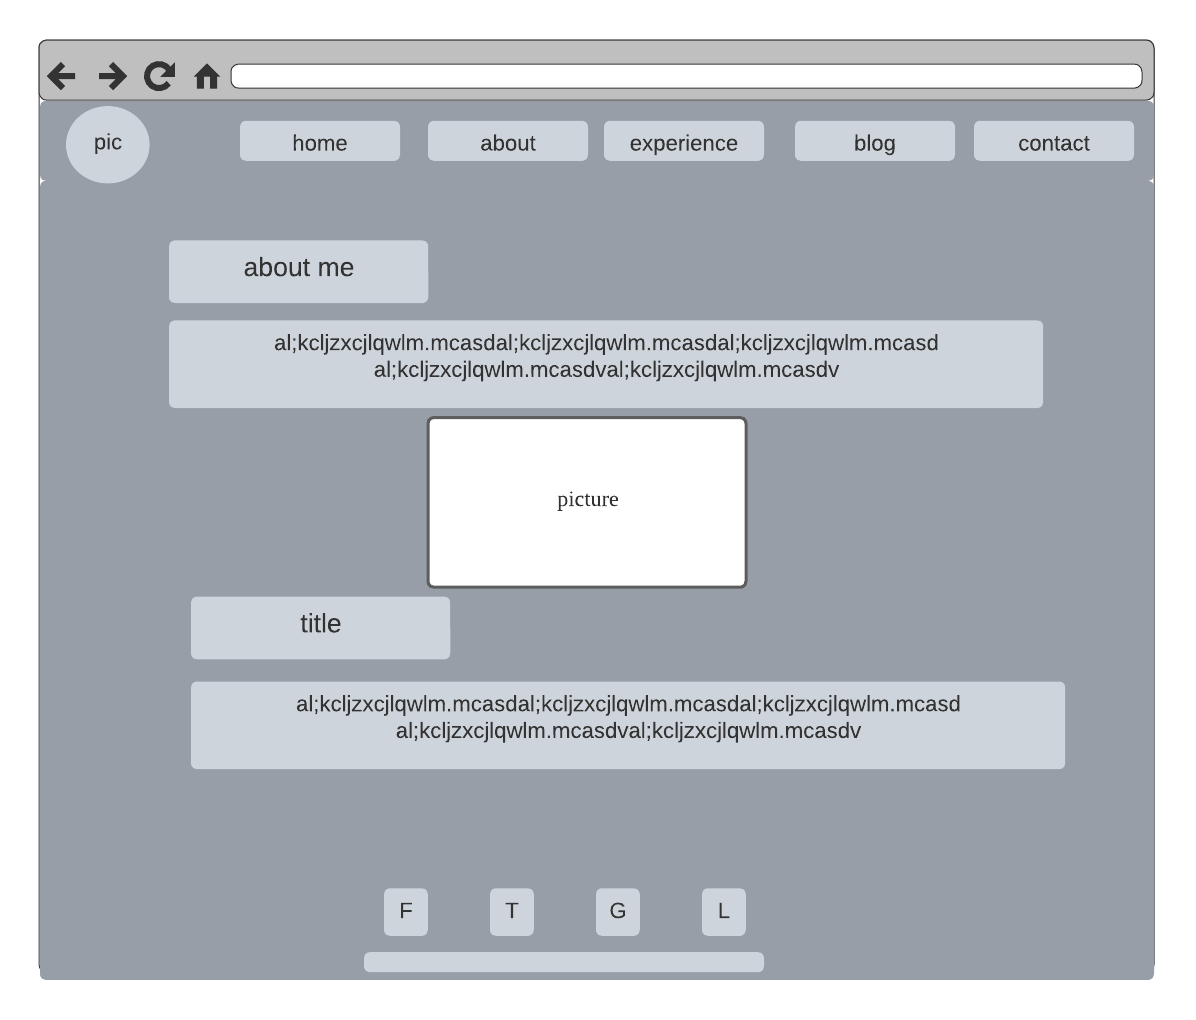 pic
home
about
experience
blog
contact
about me
al;kcljzxcjlqwlm.mcasdal;kcljzxcjlqwlm.mcasdal;kcljzxcjlqwlm.mcasd
al;kcljzxcjlqwlm.mcasdval;kcljzxcjlqwlm.mcasdv
picture
title
al;kcljzxcjlqwlm.mcasdal;kcljzxcjlqwlm.mcasdal;kcljzxcjlqwlm.mcasd
al;kcljzxcjlqwlm.mcasdval;kcljzxcjlqwlm.mcasdv
F
T
G
L